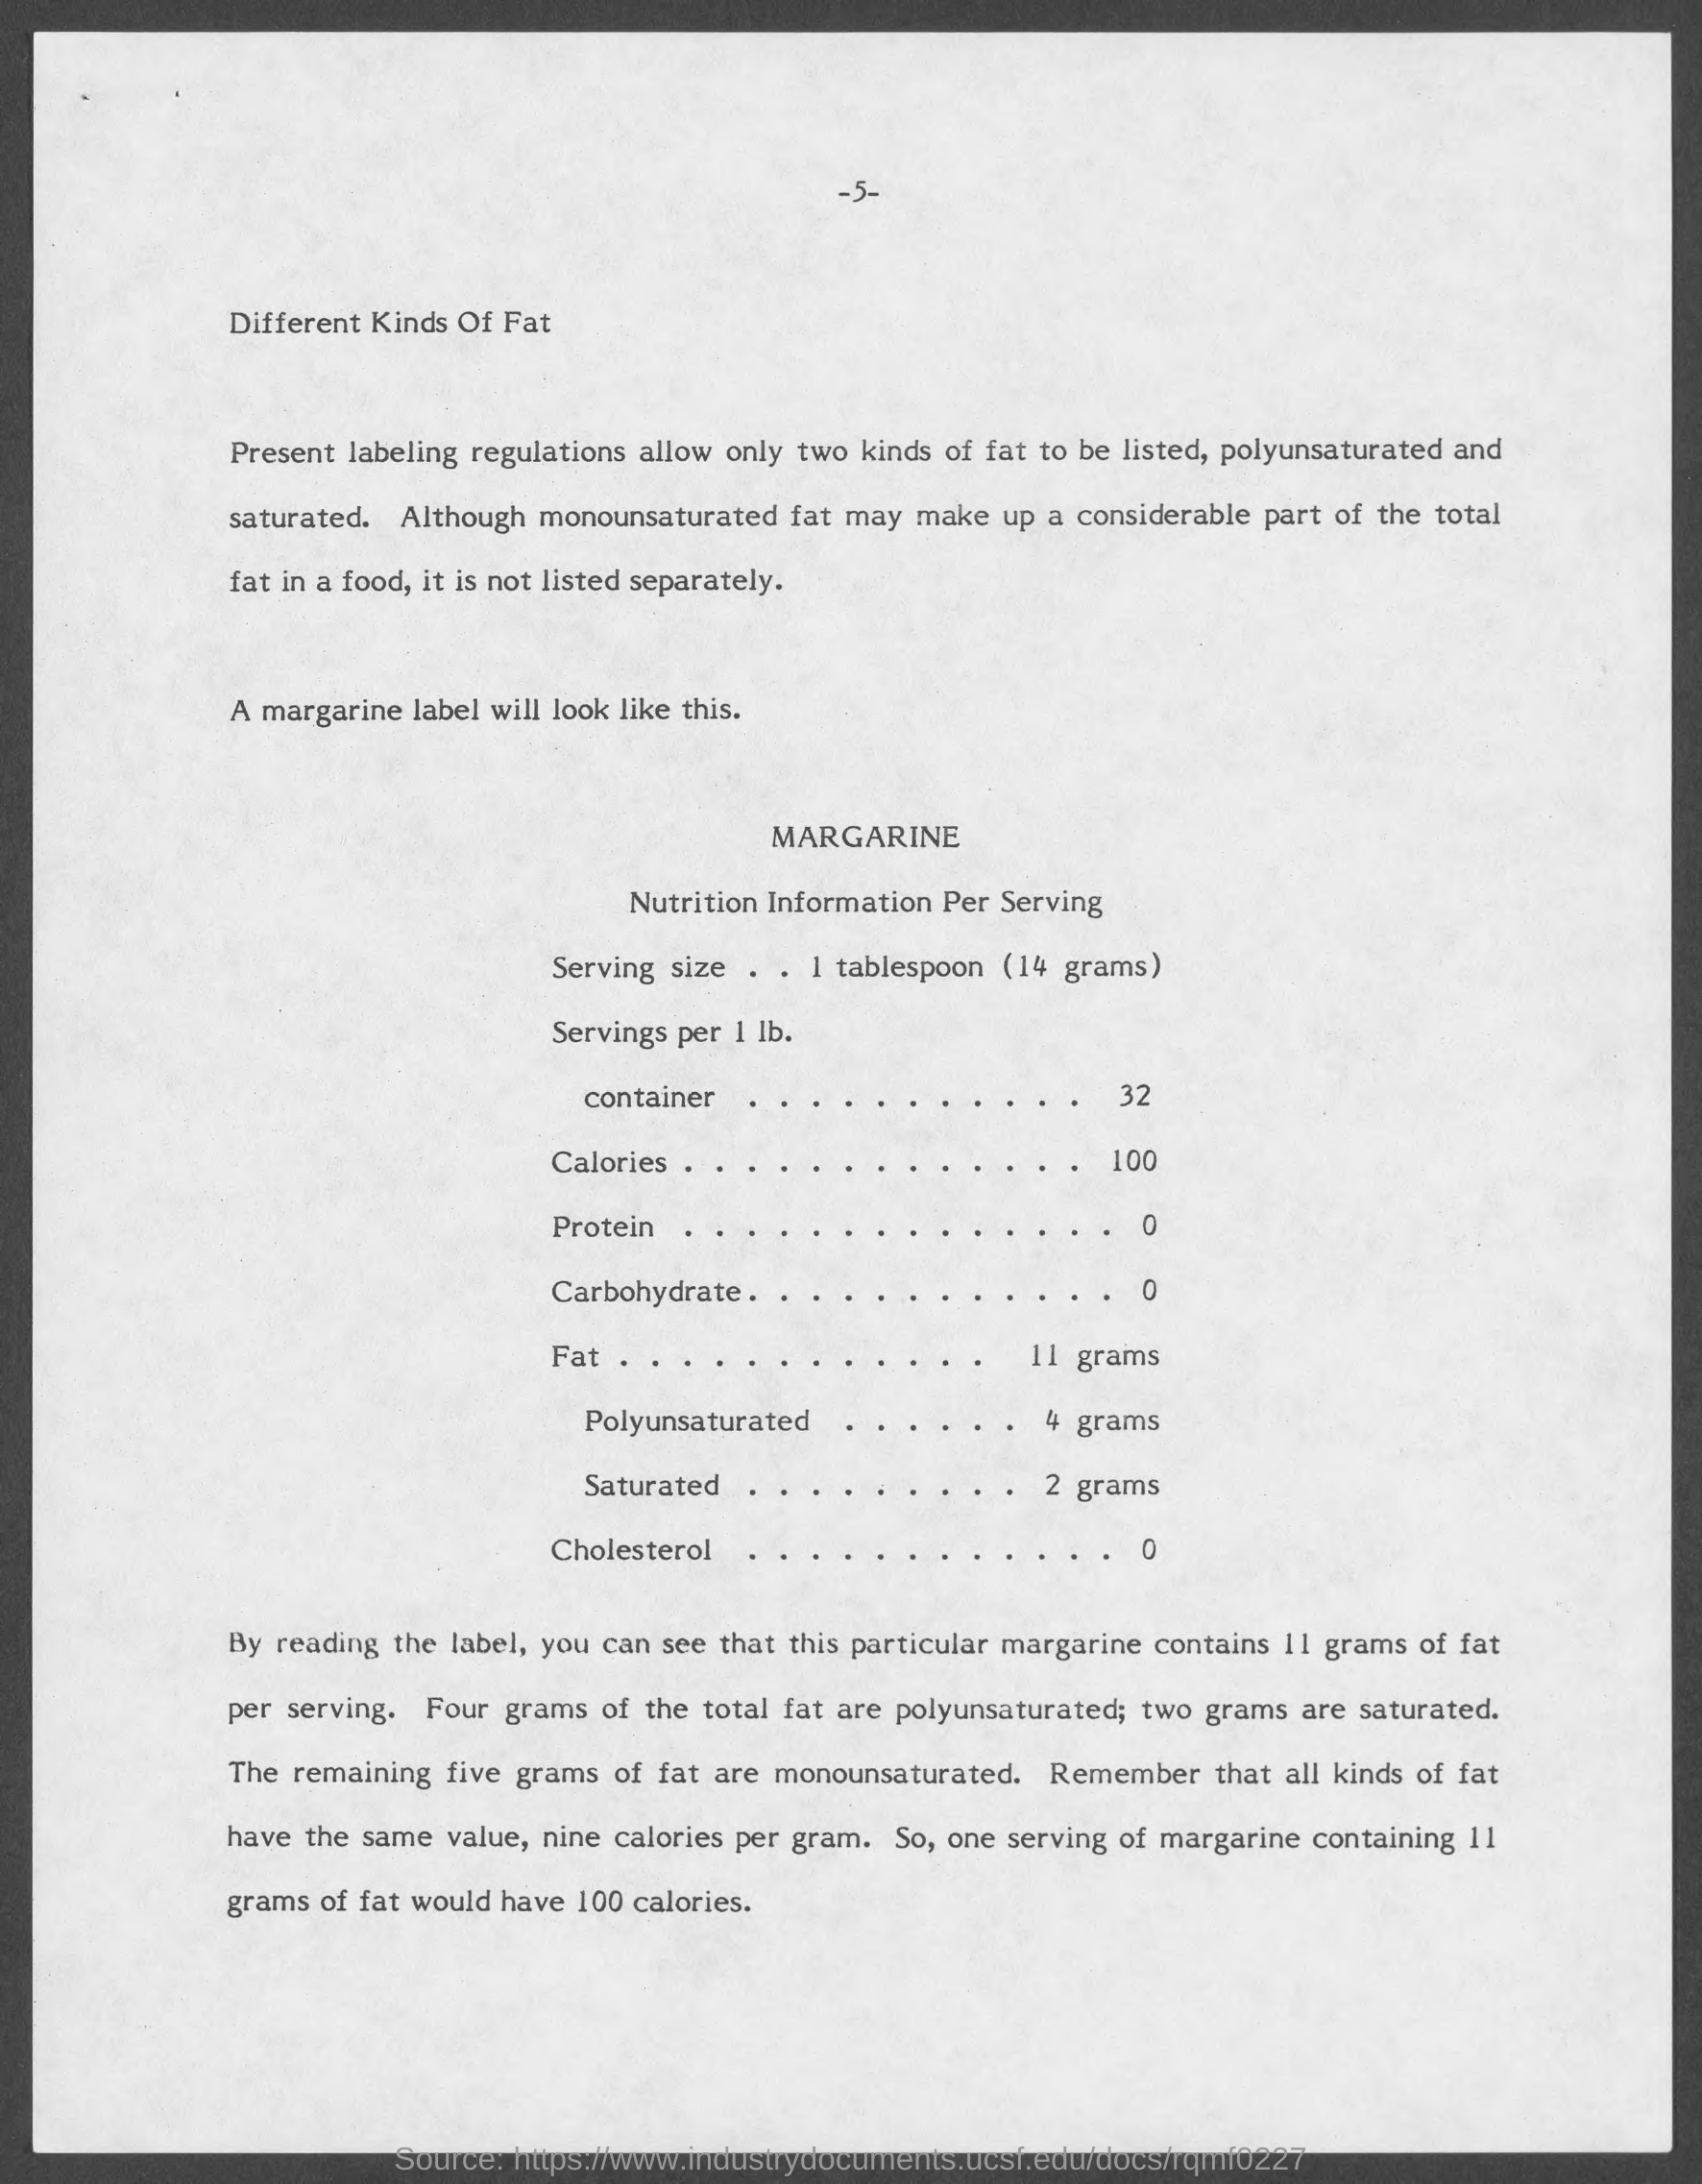 -5-
Different Kinds Of Fat
Present labeling regulations allow only two kinds of fat to be listed, polyunsaturated and
saturated. Although monounsaturated fat may make up a considerable part of the total
fat in a food, it is not listed separately.
A margarine label will look like this.
MARGARINE
Nutrition Information Per Serving
Serving size . . 1 tablespoon (14 grams)
Servings per 1 lb.
container . . . . . . . . . . . 32
Calories . . . . . . . . . . . . . 100
Protein . . . . . . . . . . . . . . 0
Carbohydrate . . . . . . . . . . . . 0
Fat . . . . . . . . . . . . 11 grams
Polyunsaturated . . . . . . 4 grams
Saturated . . . . . . . . . 2 grams
Cholesterol . . . . . . . . . . . . 0
By reading the label, you can see that this particular margarine contains 11 grams of fat
per serving. Four grams of the total fat are polyunsaturated; two grams are saturated.
The remaining five grams of fat are monounsaturated. Remember that all kinds of fat
have the same value, nine calories per gram. So, one serving of margarine containing 11
grams of fat would have 100 calories.
Source: https://www.industrydocuments.ucsf.edu/docs/rqmf0227